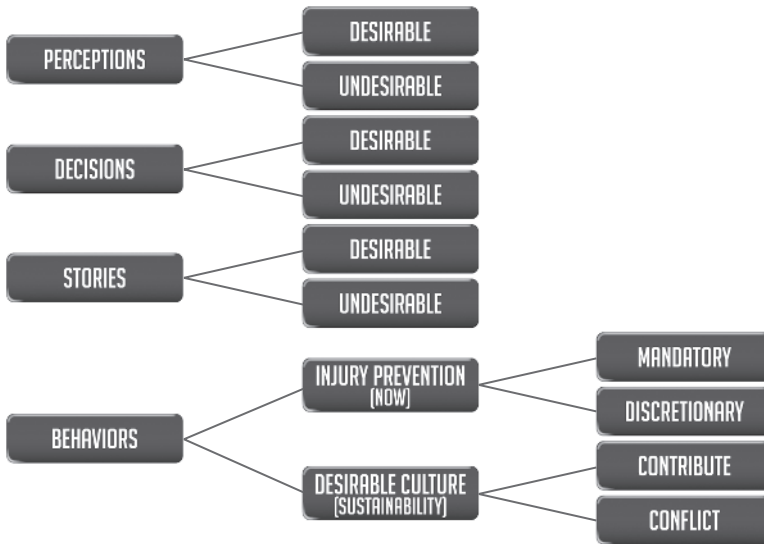 PERCEPTIONS
DESIRABLE
UNDESIRABLE
DECISIONS
DESIRABLE
UNDESIRABLE
STORIES
DESIRABLE
UNDESIRABLE
BEHAVIORS
INJURY PREVENTION
(NOW)
MANDATORY
DISCRETIONARY
DESIRABLE CULTURE
(SUSTAINABILITY)
CONTRIBUTE
CONFLICT